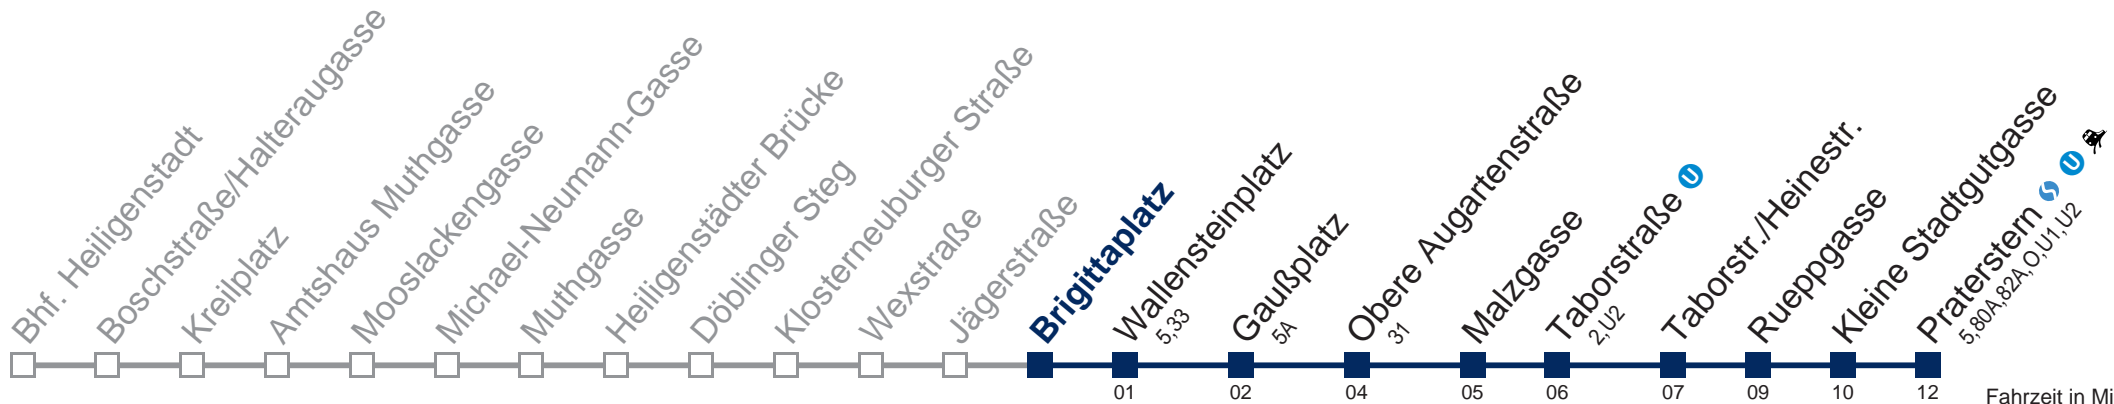 Bhf. Heiligenstadt
Boschstraße/Halteraugasse
Kreilplatz
Amtshaus Muthgasse
Mooslackengasse
Michael-Neumann-Gasse
Muthgasse
Heiligenstädter Brücke
Döblinger Steg
Klosterneuburger Straße
Wexstraße
Jägerstraße
Brigittaplatz
Wallensteinplatz
5,33
Gaußplatz
5A
Obere Augartenstraße
31
Malzgasse
Taborstraße U
2,U2
Taborstr./Heinestr.
Rueppgasse
Kleine Stadtgutgasse
Praterstern S U
5,80A,82A,O,U1,U2
01 02 04 05 06 07 09 10 12 Fahrzeit in Mi